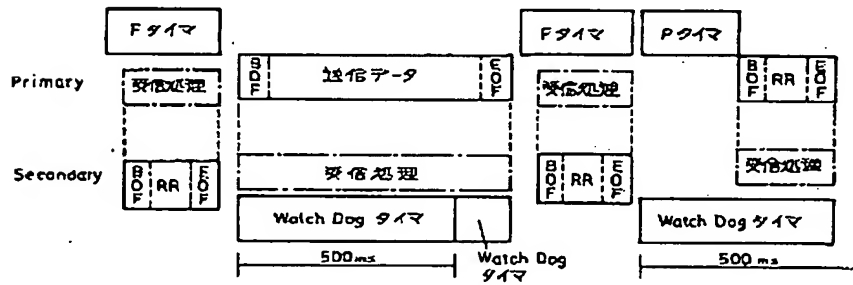 Fタイマ Fタイマ Pタイマ
Primary
BOF 送信データ EOF
BOF RR EOF
受信処理 受信処理
Secondary
BOF RR EOF
受信処理
BOF RR EOF
受信処理
Watch Dog タイマ
Watch Dog タイマ
Watch Dog タイマ
500ms
500ms